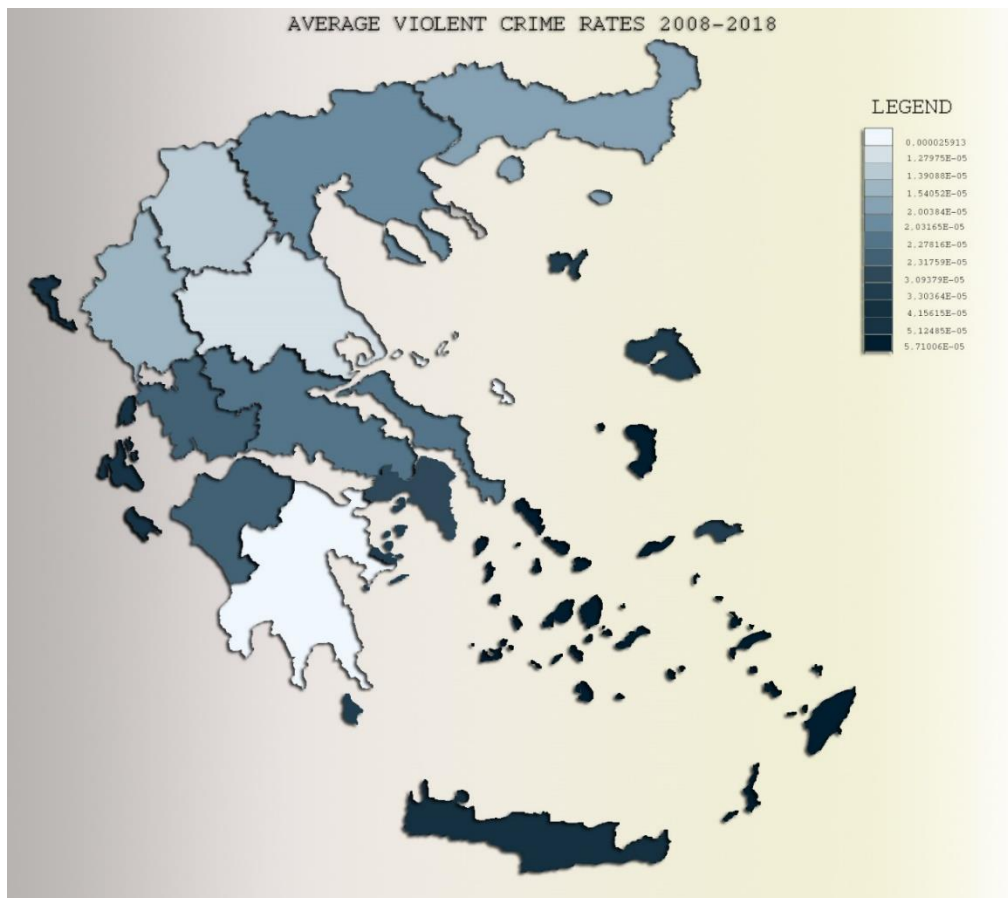 AVERAGE VIOLENT CRIME RATES 2008-2018
LEGEND
0,000025913
1.27975E-05
1.39088E-05
1.54052E-05
2.00384E-05
2.03165E-05
2.27816E-05
2.31759E-05
3.09379E-05
3.30364E-05
4.15615E-05
5.12485E-05
5.71006E-05